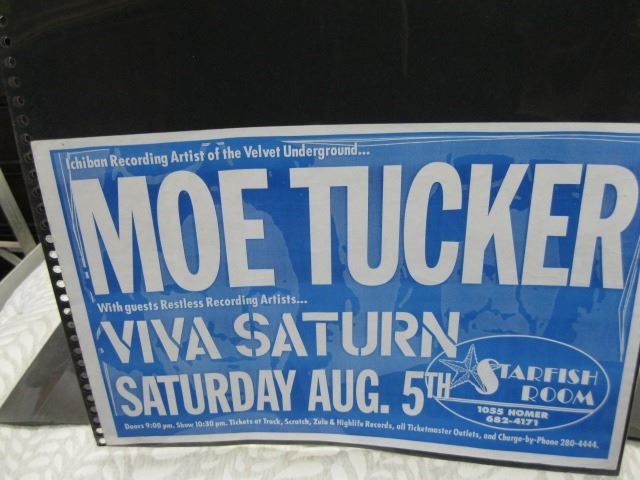 Ichiban Recording Artist of the Velvet Underground...
MOE TUCKER
With guests Restless Recording Artists...
VIVA SATURN
SATURDAY AUG. 5TH
STARFISH
ROOM
1055 HOMER
682-4171
Doors 9:00 pm. Show 10:30 pm. Tickets at Track, Scratch, Zulu & Highlife Records, all Ticketmaster Outlets, and Charge-by-Phone 280-4444.